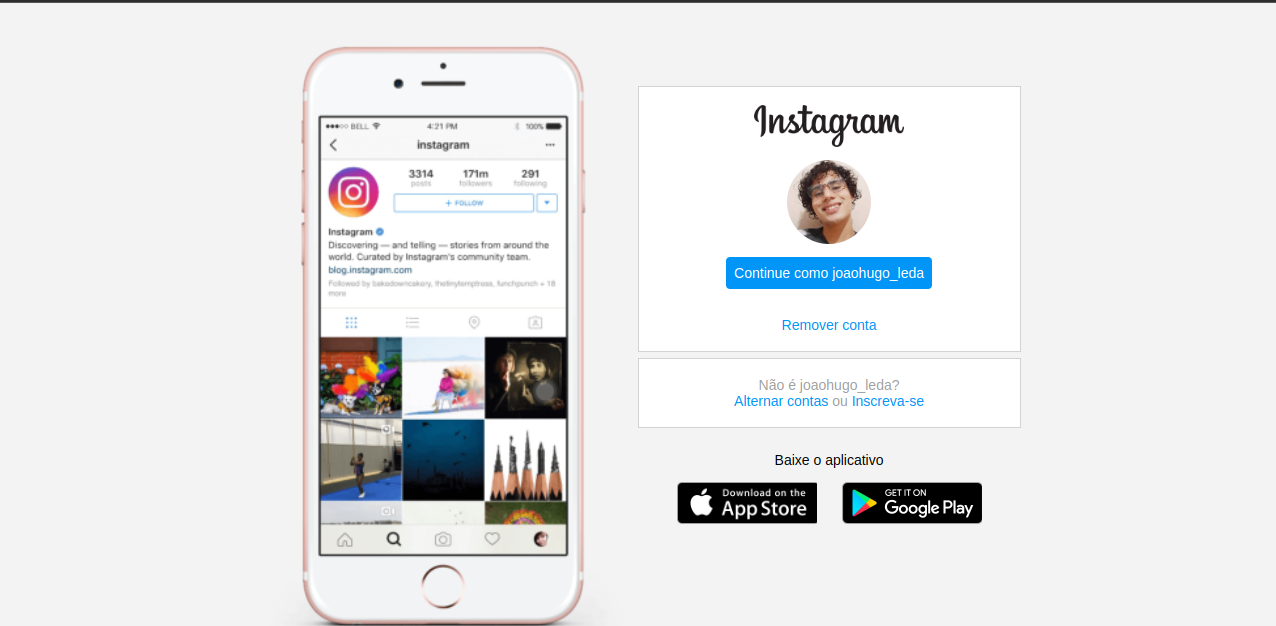 BELL 4:21 PM 100%
instagram
3314 171m 291
posts followers following
+ FOLLOW
Instagram
Discovering — and telling — stories from around the
world. Curated by Instagram's community team.
blog.instagram.com
Followed by bakedowncakery, thetinytemptress, funchpunch + 18
more
Instagram
Continue como joaohugo_leda
Remover conta
Não é joaohugo_leda?
Alternar contas ou Inscreva-se
Baixe o aplicativo
Download on the
App Store
GET IT ON
Google Play